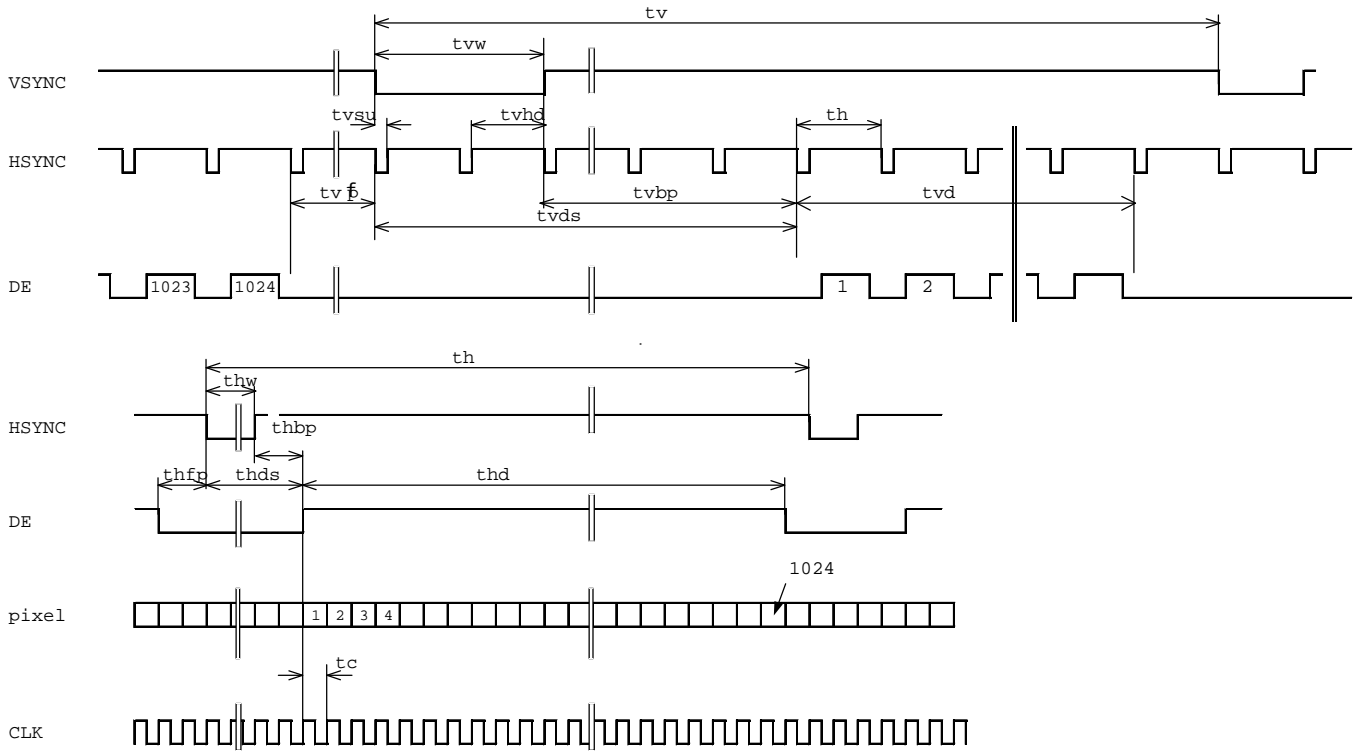 tv
tvw
VSYNC
tvsu
tvhd
th
HSYNC
tvfp
tvbp
tvd
tvds
DE
1023
1024
1
2
th
thw
HSYNC
thbp
thfp
thds
thd
DE
1024
pixel
1
2
3
4
tc
CLK